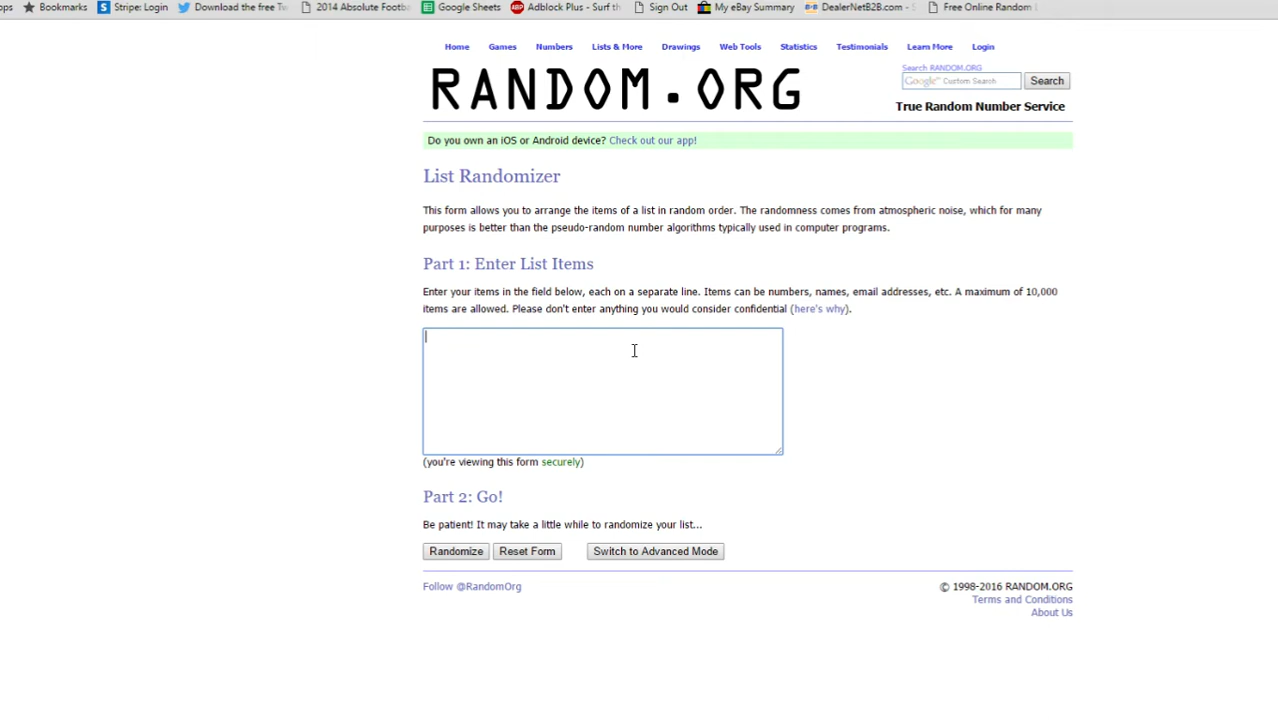 Bookmarks Stripe: Login Download the free Tw 2014 Absolute Footba Google Sheets ABP Adblock Plus - Surf th Sign Out My eBay Summary DealerNetB2B.com - Free Online Random
Home Games Numbers Lists & More Drawings Web Tools Statistics Testimonials Learn More Login
Search RANDOM.ORG
RANDOM.ORG
Google™ Custom Search Search
True Random Number Service
Do you own an iOS or Android device? Check out our app!
List Randomizer
This form allows you to arrange the items of a list in random order. The randomness comes from atmospheric noise, which for many
purposes is better than the pseudo-random number algorithms typically used in computer programs.
Part 1: Enter List Items
Enter your items in the field below, each on a separate line. Items can be numbers, names, email addresses, etc. A maximum of 10,000
items are allowed. Please don't enter anything you would consider confidential (here's why).
(you're viewing this form securely)
Part 2: Go!
Be patient! It may take a little while to randomize your list...
Randomize Reset Form Switch to Advanced Mode
Follow @RandomOrg
© 1998-2016 RANDOM.ORG
Terms and Conditions
About Us